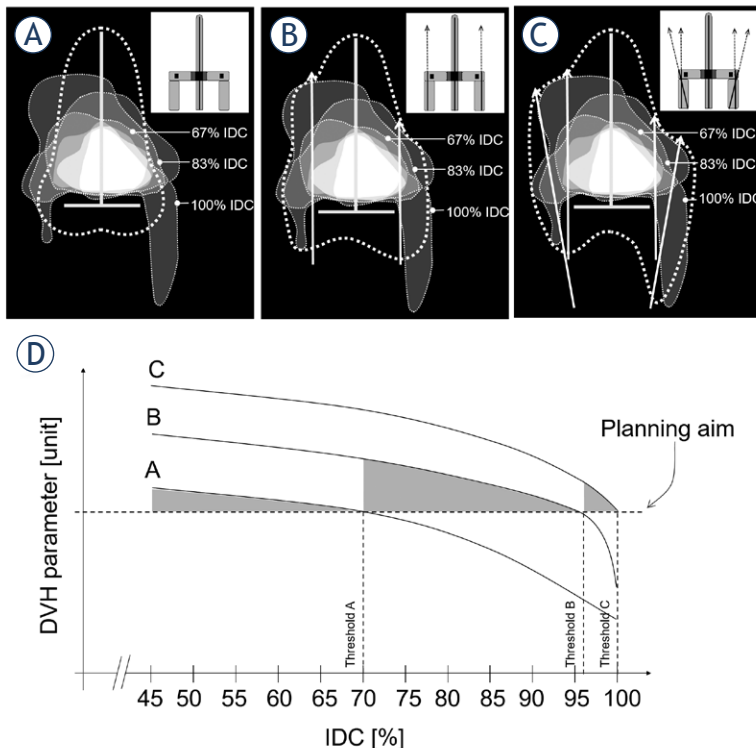 A
B
C
67% IDC
83% IDC
100% IDC
67% IDC
83% IDC
100% IDC
67% IDC
83% IDC
100% IDC
D
C
B
A
Planning aim
DVH parameter [unit]
Threshold A
Threshold B
Threshold C
45 50 55 60 65 70 75 80 85 90 95 100
IDC [%]